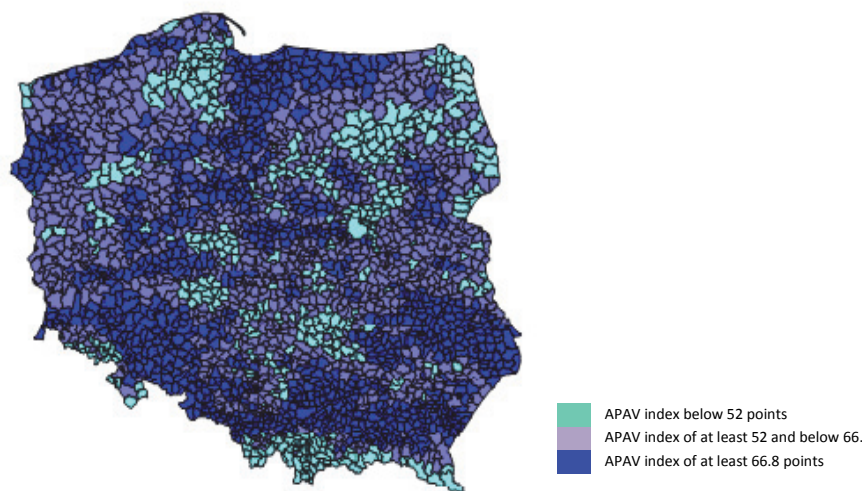 APAV index below 52 points
APAV index of at least 52 and below 66.
APAV index of at least 66.8 points